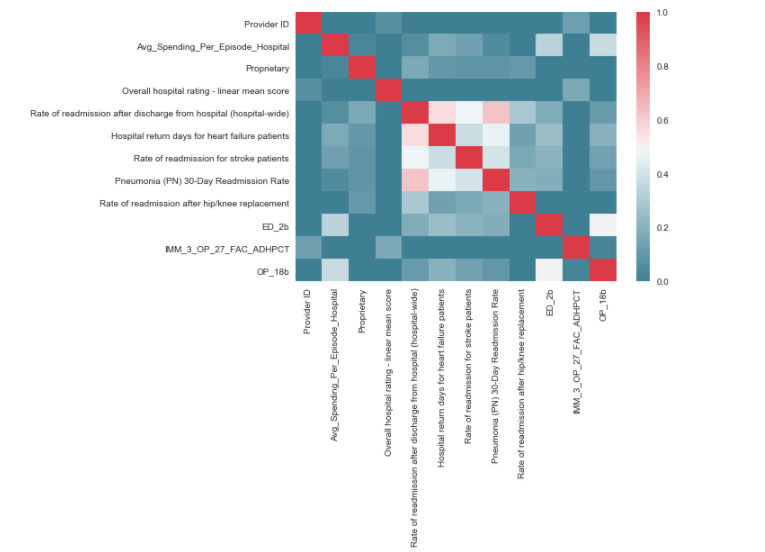 Provider ID
Avg_Spending_Per_Episode_Hospital
Proprietary
Overall hospital rating - linear mean score
Rate of readmission after discharge from hospital (hospital-wide)
Hospital return days for heart failure patients
Rate of readmission for stroke patients
Pneumonia (PN) 30-Day Readmission Rate
Rate of readmission after hip/knee replacement
ED_2b
IMM_3_OP_27_FAC_ADHPCT
OP_18b
1.0
0.8
0.6
0.4
0.2
0.0
Provider ID
Avg_Spending_Per_Episode_Hospital
Proprietary
Overall hospital rating - linear mean score
Rate of readmission after discharge from hospital (hospital-wide)
Hospital return days for heart failure patients
Rate of readmission for stroke patients
Pneumonia (PN) 30-Day Readmission Rate
Rate of readmission after hip/knee replacement
ED_2b
IMM_3_OP_27_FAC_ADHPCT
OP_18b